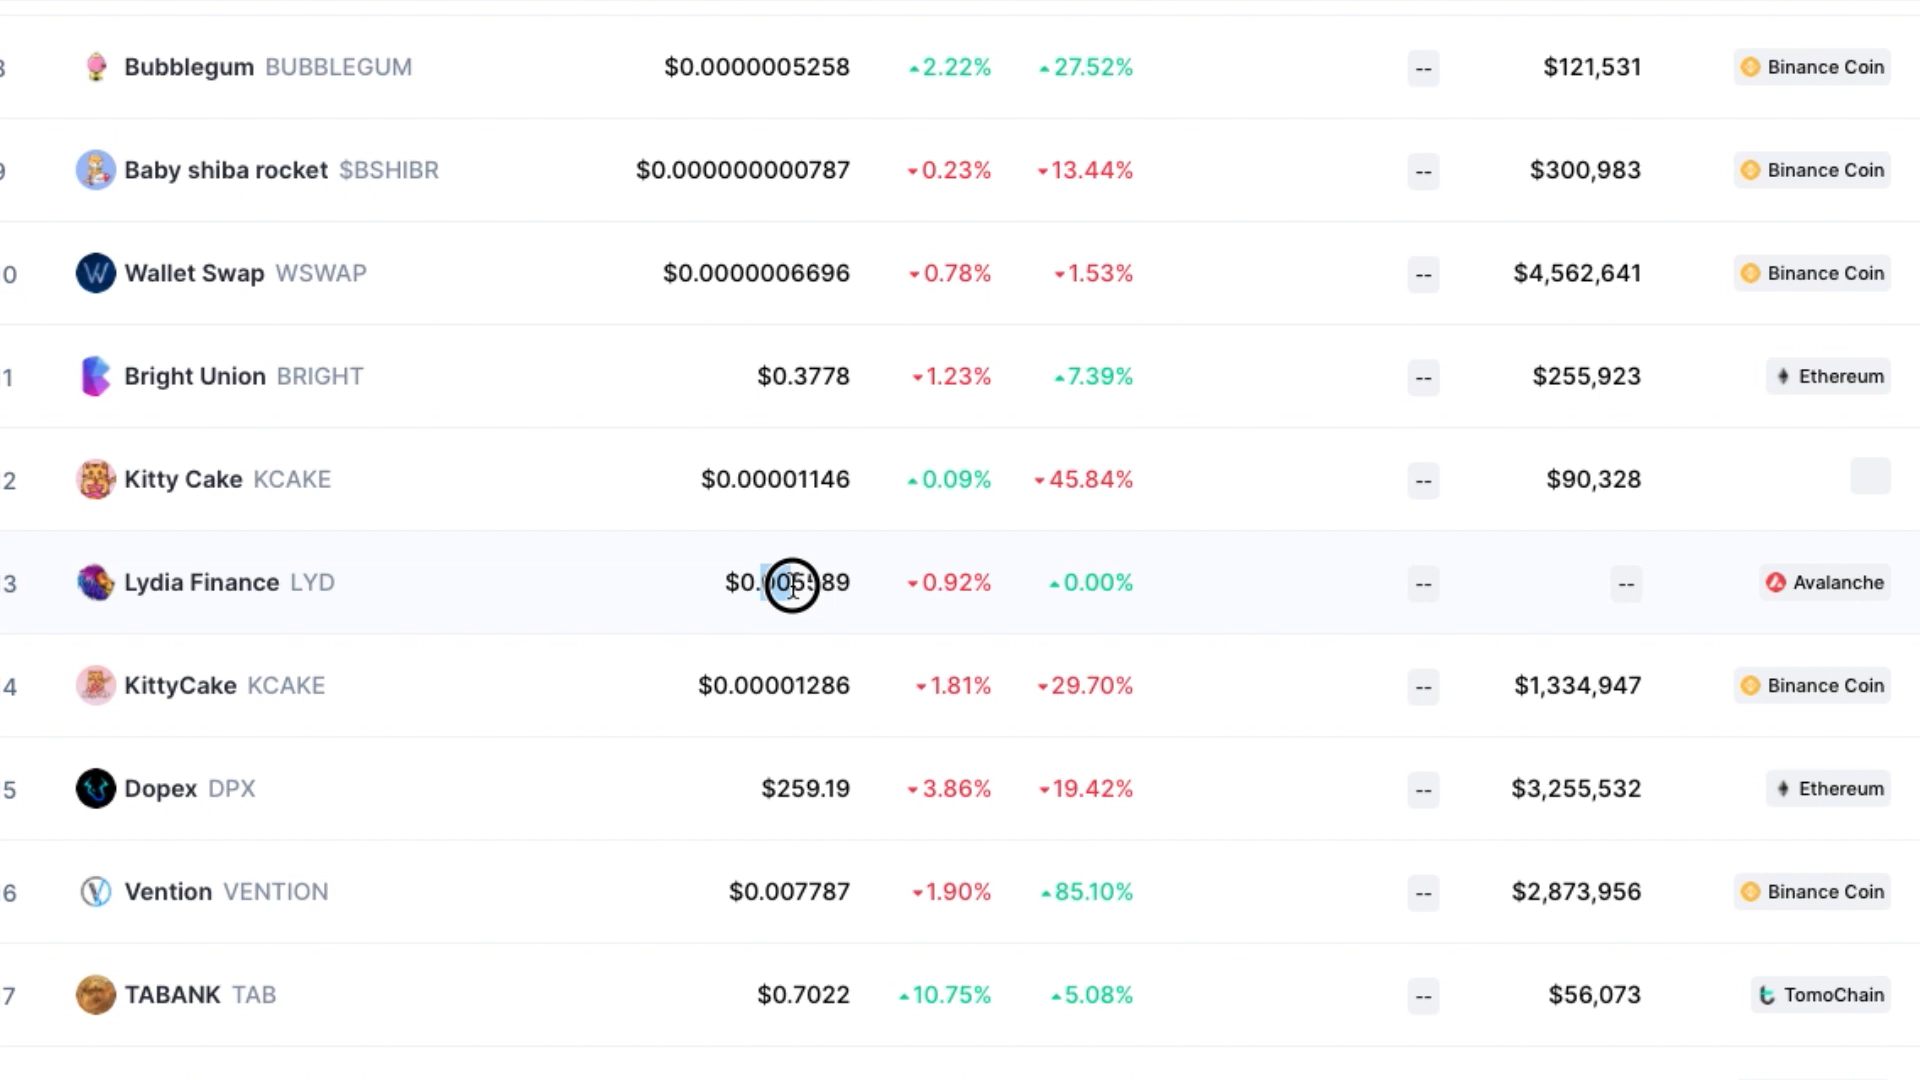 8 Bubblegum BUBBLEGUM $0.0000005258 2.22% 27.52% -- $121,531 Binance Coin
9 Baby shiba rocket $BSHIBR $0.000000000787 0.23% 13.44% -- $300,983 Binance Coin
0 Wallet Swap WSWAP $0.0000006696 0.78% 1.53% -- $4,562,641 Binance Coin
1 Bright Union BRIGHT $0.3778 1.23% 7.39% -- $255,923 Ethereum
2 Kitty Cake KCAKE $0.00001146 0.09% 45.84% -- $90,328
3 Lydia Finance LYD 0.92% 0.00% -- -- Avalanche
4 KittyCake KCAKE $0.00001286 1.81% 29.70% -- $1,334,947 Binance Coin
5 Dopex DPX $259.19 3.86% 19.42% -- $3,255,532 Ethereum
6 Vention VENTION $0.007787 1.90% 85.10% -- $2,873,956 Binance Coin
7 TABANK TAB $0.7022 10.75% 5.08% -- $56,073 TomoChain